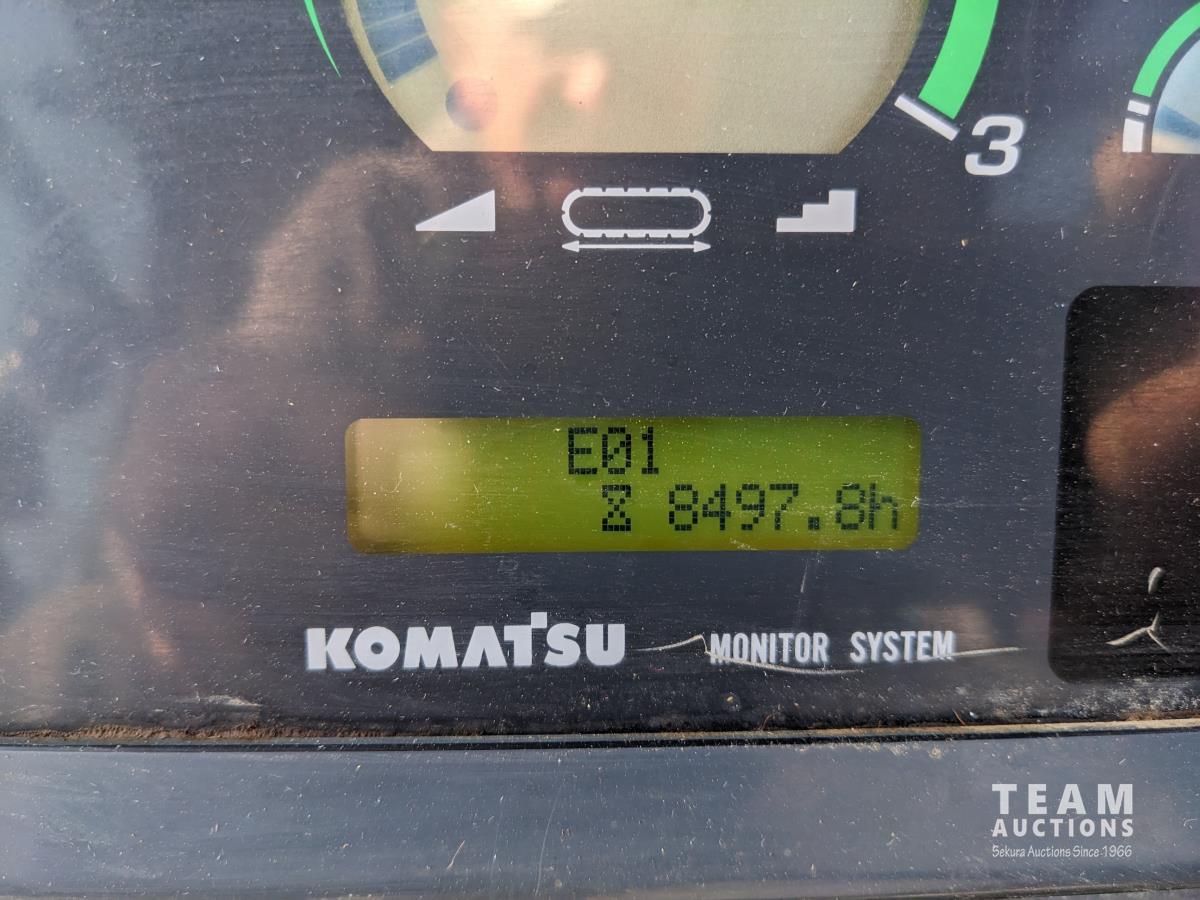 3
E01
8497.8h
KOMATSU MONITOR SYSTEM
TEAM
AUCTIONS
Sekura Auctions Since 1966